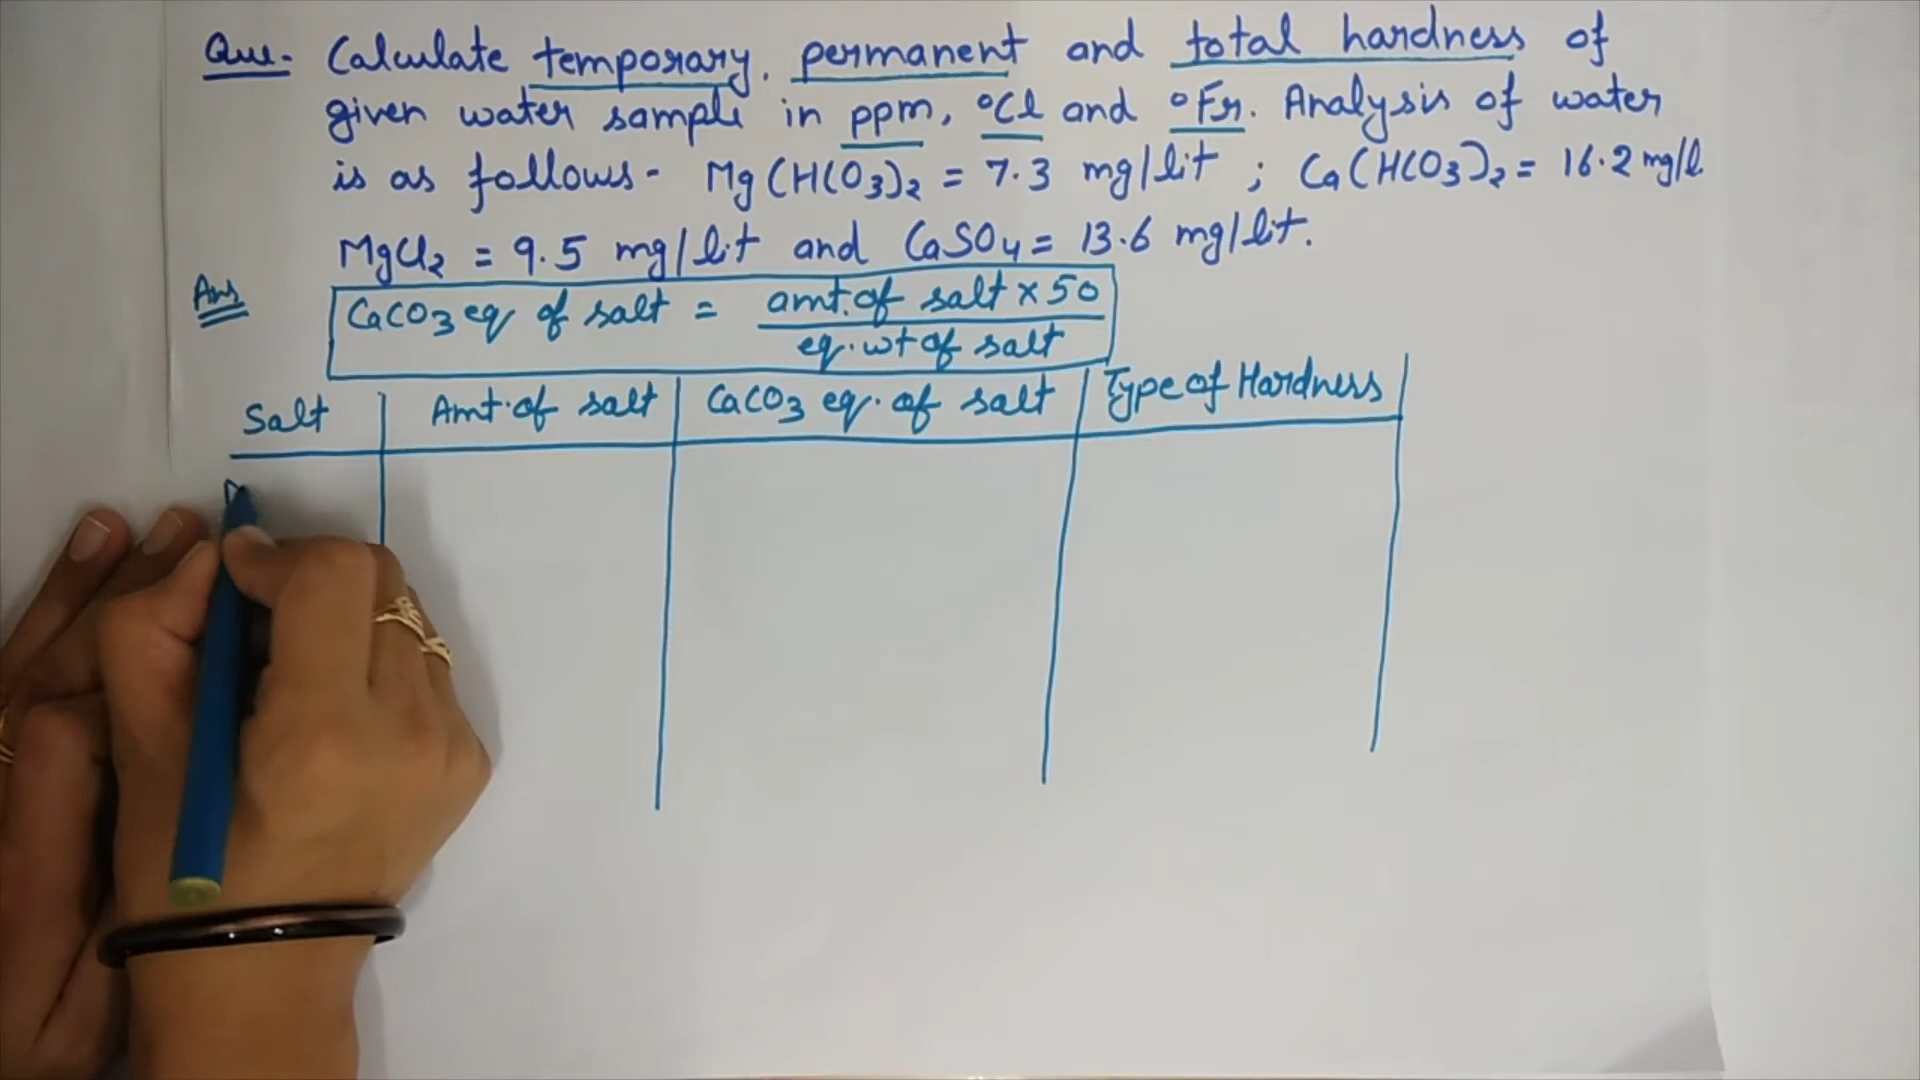 Que. Calculate temporary, permanent and total hardness of
given water sample in ppm, °Cl and °Fr. Analysis of water
is as follows- Mg(HCO3)2 = 7.3 mg/lit ; Ca(HCO3)2 = 16.2 mg/l.
MgCl2 = 9.5 mg/lit and CaSO4 = 13.6 mg/lit.
Ans
CaCO3 eq of salt = amt. of salt × 50
eq. wt of salt
Salt Amt. of salt CaCO3 eq. of salt Type of Hardness